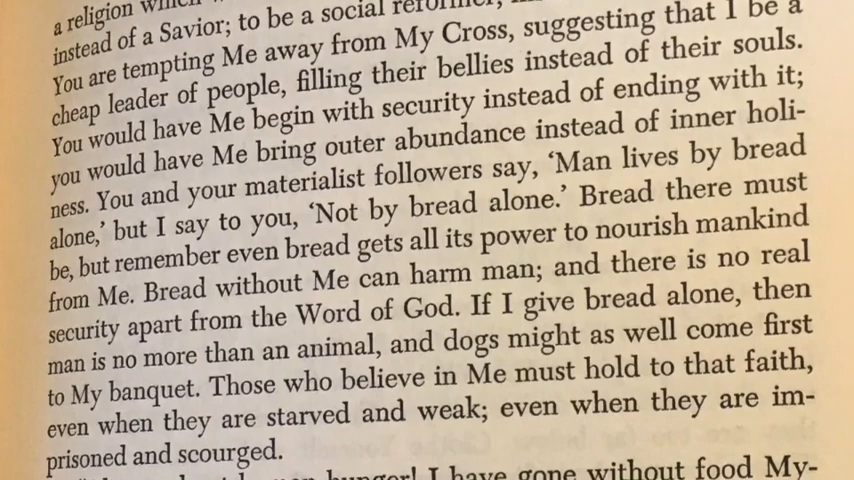 a religion which
instead of a Savior; to be a social reformer,
You are tempting Me away from My Cross, suggesting that I be a
cheap leader of people, filling their bellies instead of their souls.
You would have Me begin with security instead of ending with it;
you would have Me bring outer abundance instead of inner holi-
ness. You and your materialist followers say, ‘Man lives by bread
alone,’ but I say to you, ‘Not by bread alone.’ Bread there must
be, but remember even bread gets all its power to nourish mankind
from Me. Bread without Me can harm man; and there is no real
security apart from the Word of God. If I give bread alone, then
man is no more than an animal, and dogs might as well come first
to My banquet. Those who believe in Me must hold to that faith,
even when they are starved and weak; even when they are im-
prisoned and scourged.
hunger! I have gone without food My-